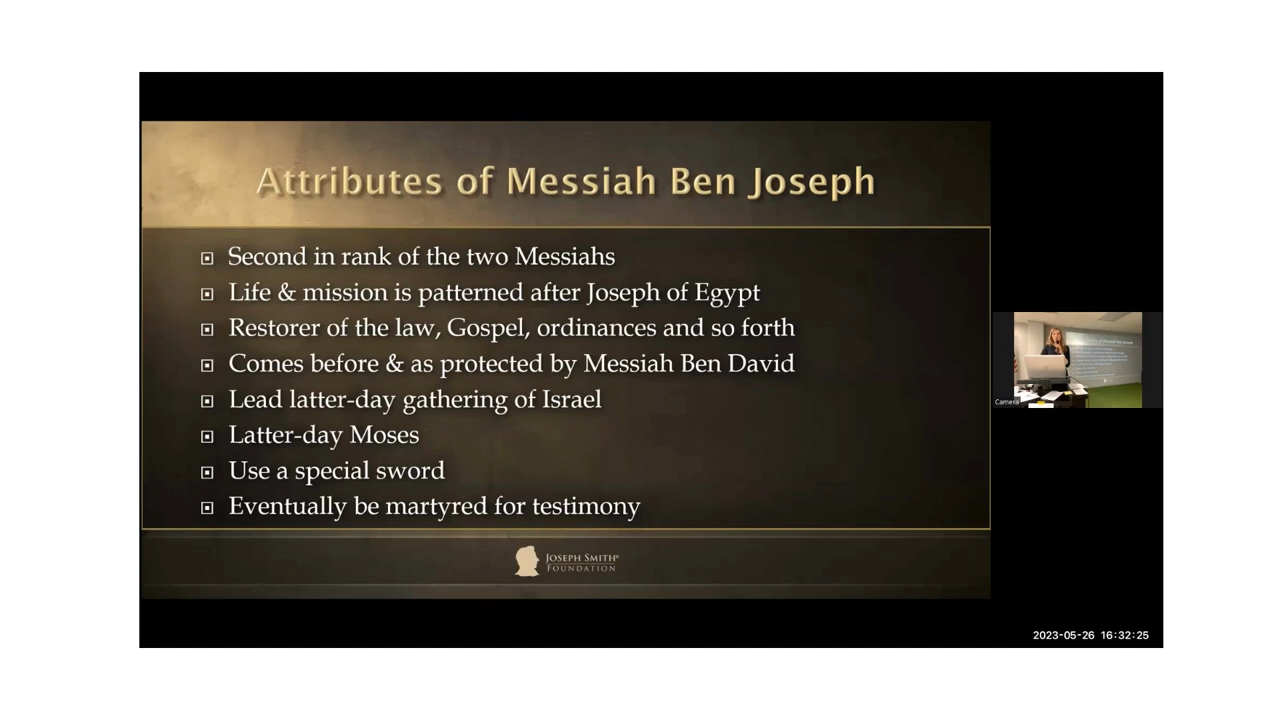 Attributes of Messiah Ben Joseph
Second in rank of the two Messiahs
Life & mission is patterned after Joseph of Egypt
Restorer of the law, Gospel, ordinances and so forth
Comes before & as protected by Messiah Ben David
Lead latter-day gathering of Israel
Latter-day Moses
Use a special sword
Eventually be martyred for testimony
JOSEPH SMITH®
FOUNDATION
Camera
2023-05-26 16:32:25